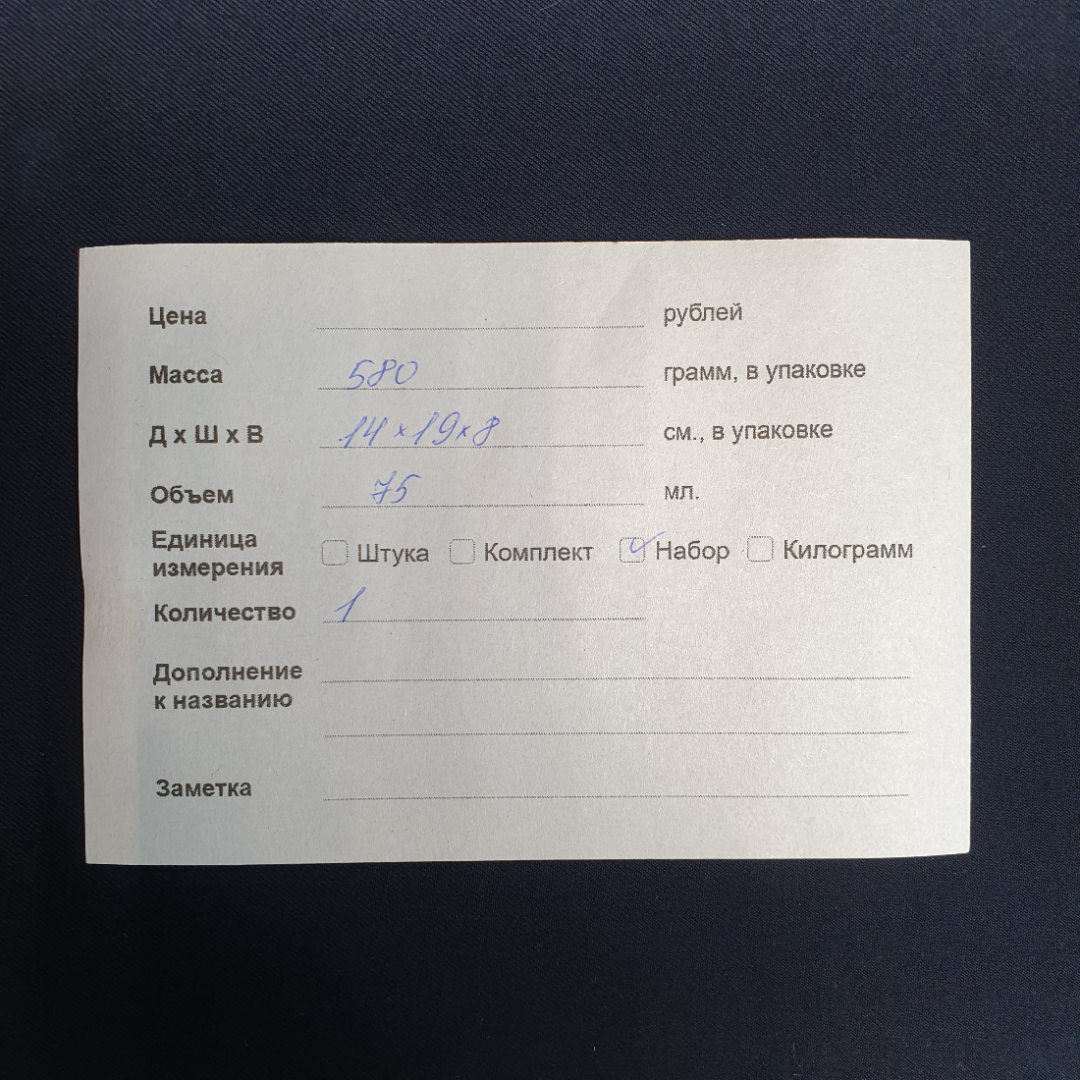 Цена рублей
Масса 580 грамм, в упаковке
Д х Ш х В 14 × 19 × 8 см., в упаковке
Объем 75 мл.
Единица
измерения Штука Комплект Набор Килограмм
Количество 1
Дополнение
к названию
Заметка